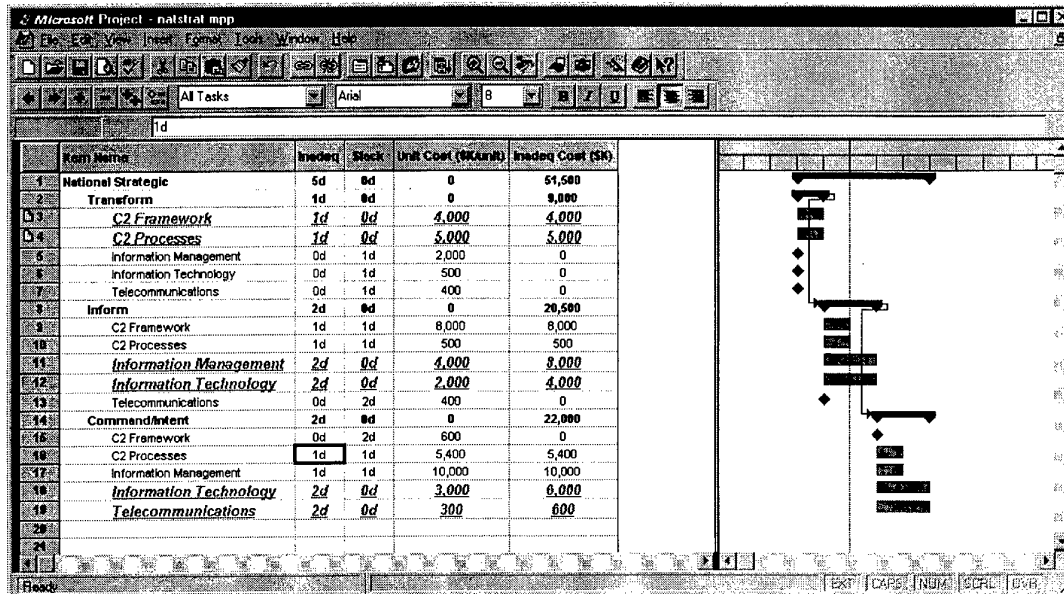 Microsoft Project - natstrat.mpp
File Edit View Insert Format Tools Window Help
All Tasks Arial 8 B I U
1d
Item Name Inadeq Slack Unit Cost ($K/unit) Inadeq Cost ($K)
1 National Strategic 5d 0d 0 51,500
2 Transform 1d 0d 0 9,000
3 C2 Framework 1d 0d 4,000 4,000
4 C2 Processes 1d 0d 5,000 5,000
5 Information Management 0d 1d 2,000 0
6 Information Technology 0d 1d 500 0
7 Telecommunications 0d 1d 400 0
8 Inform 2d 0d 0 20,500
9 C2 Framework 1d 1d 8,000 8,000
10 C2 Processes 1d 1d 500 500
11 Information Management 2d 0d 4,000 8,000
12 Information Technology 2d 0d 2,000 4,000
13 Telecommunications 0d 2d 400 0
14 Command/Intent 2d 0d 0 22,000
15 C2 Framework 0d 2d 600 0
16 C2 Processes 1d 1d 5,400 5,400
17 Information Management 1d 1d 10,000 10,000
18 Information Technology 2d 0d 3,000 6,000
19 Telecommunications 2d 0d 300 600
20
21
Ready EXT CAPS NUM SCRL OVR